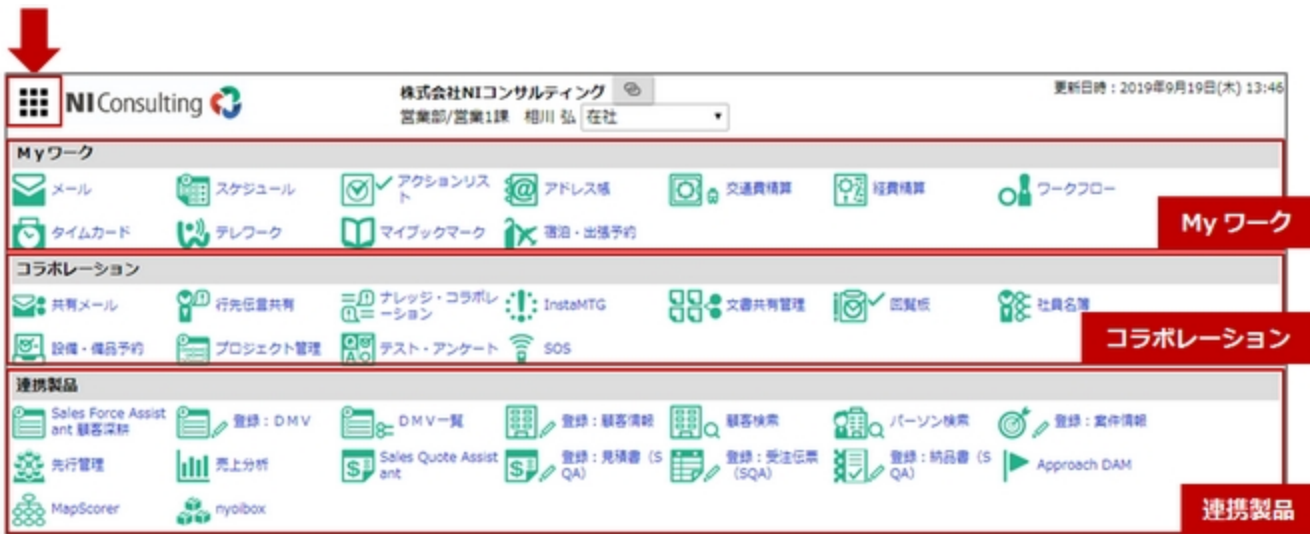 NI Consulting
株式会社NIコンサルティング
更新日時：2019年9月19日(木) 13:46
営業部/営業1課 相川 弘 在社
Myワーク
メール
スケジュール
アクションリス
ト
アドレス帳
交通費精算
経費精算
ワークフロー
タイムカード
テレワーク
マイブックマーク
宿泊・出張予約
My ワーク
コラボレーション
共有メール
行先伝言共有
ナレッジ・コラボレ
ーション
InstaMTG
文書共有管理
回覧板
社員名簿
設備・備品予約
プロジェクト管理
テスト・アンケート
SOS
コラボレーション
連携製品
Sales Force Assist
ant 顧客深耕
登録：DMV
DMV一覧
登録：顧客情報
顧客検索
パーソン検索
登録：案件情報
先行管理
売上分析
Sales Quote Assist
ant
登録：見積書（S
QA）
登録：受注伝票
（SQA）
登録：納品書（S
QA）
Approach DAM
MapScorer
nyoibox
連携製品